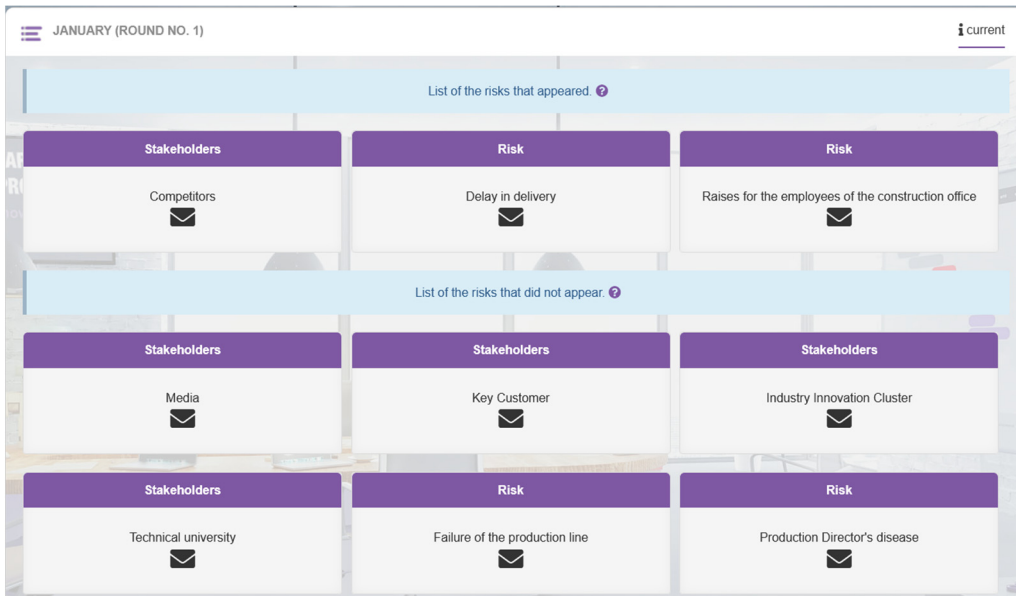 JANUARY (ROUND NO. 1)
current
List of the risks that appeared.
Stakeholders
Competitors
Risk
Delay in delivery
Risk
Raises for the employees of the construction office
List of the risks that did not appear.
Stakeholders
Media
Stakeholders
Key Customer
Stakeholders
Industry Innovation Cluster
Stakeholders
Technical university
Risk
Failure of the production line
Risk
Production Director's disease